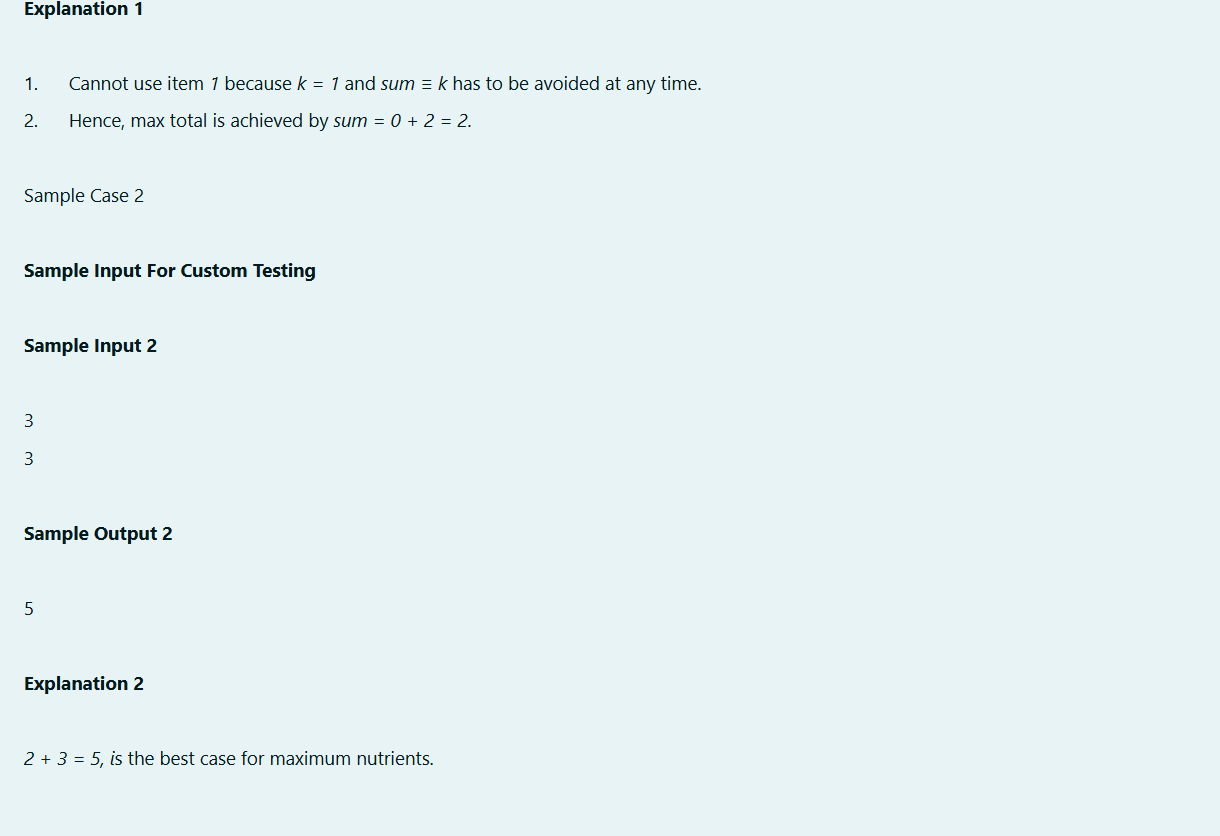 Explanation 1
1. Cannot use item 1 because k = 1 and sum ≡ k has to be avoided at any time.
2. Hence, max total is achieved by sum = 0 + 2 = 2.
Sample Case 2
Sample Input For Custom Testing
Sample Input 2
3
3
Sample Output 2
5
Explanation 2
2 + 3 = 5, is the best case for maximum nutrients.